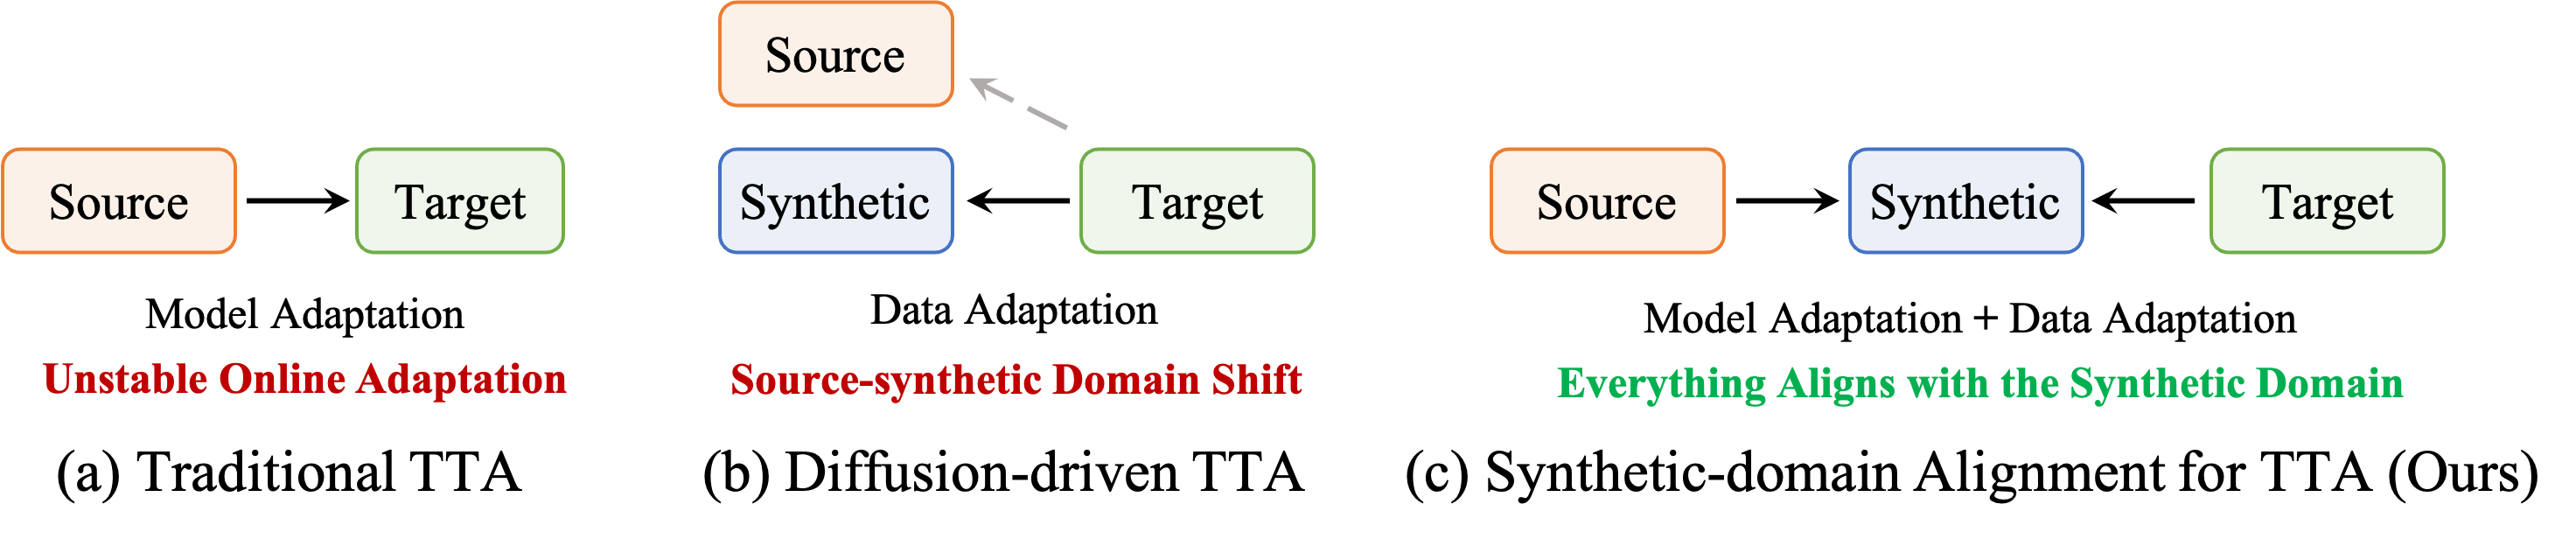 Source
Target
Model Adaptation
Unstable Online Adaptation
(a) Traditional TTA
Source
Synthetic
Target
Data Adaptation
Source-synthetic Domain Shift
(b) Diffusion-driven TTA
Source
Synthetic
Target
Model Adaptation + Data Adaptation
Everything Aligns with the Synthetic Domain
(c) Synthetic-domain Alignment for TTA (Ours)